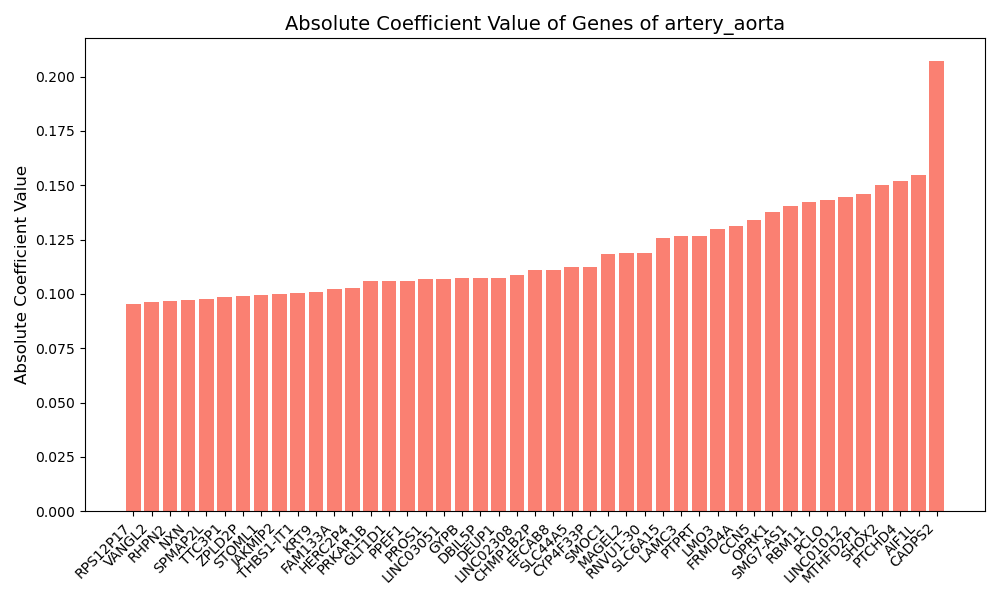 Absolute Coefficient Value of Genes of artery_aorta
Absolute Coefficient Value
0.200
0.175
0.150
0.125
0.100
0.075
0.050
0.025
0.000
RPS12P17
VANGL2
RHPN2
NXN
SPMAP2L
TTC3P1
ZPLD2P
STOML1
JAKMIP2
THBS1-IT1
KRT9
FAM133A
HERC2P4
PRKAR1B
GLT1D1
PPEF1
PROS1
LINC03051
GYPB
DBIL5P
DEUP1
LINC02308
CHMP1B2P
EFCAB8
SLC44A5
CYP4F33P
SMOC1
MAGEL2
RNVU1-30
SLC6A15
LAMC3
PTPRT
LMO3
FRMD4A
CCN5
OPRK1
SMG7-AS1
RBM11
PCLO
LINC01012
MTHFD2P1
SHOX2
PTCHD4
AIF1L
CADPS2